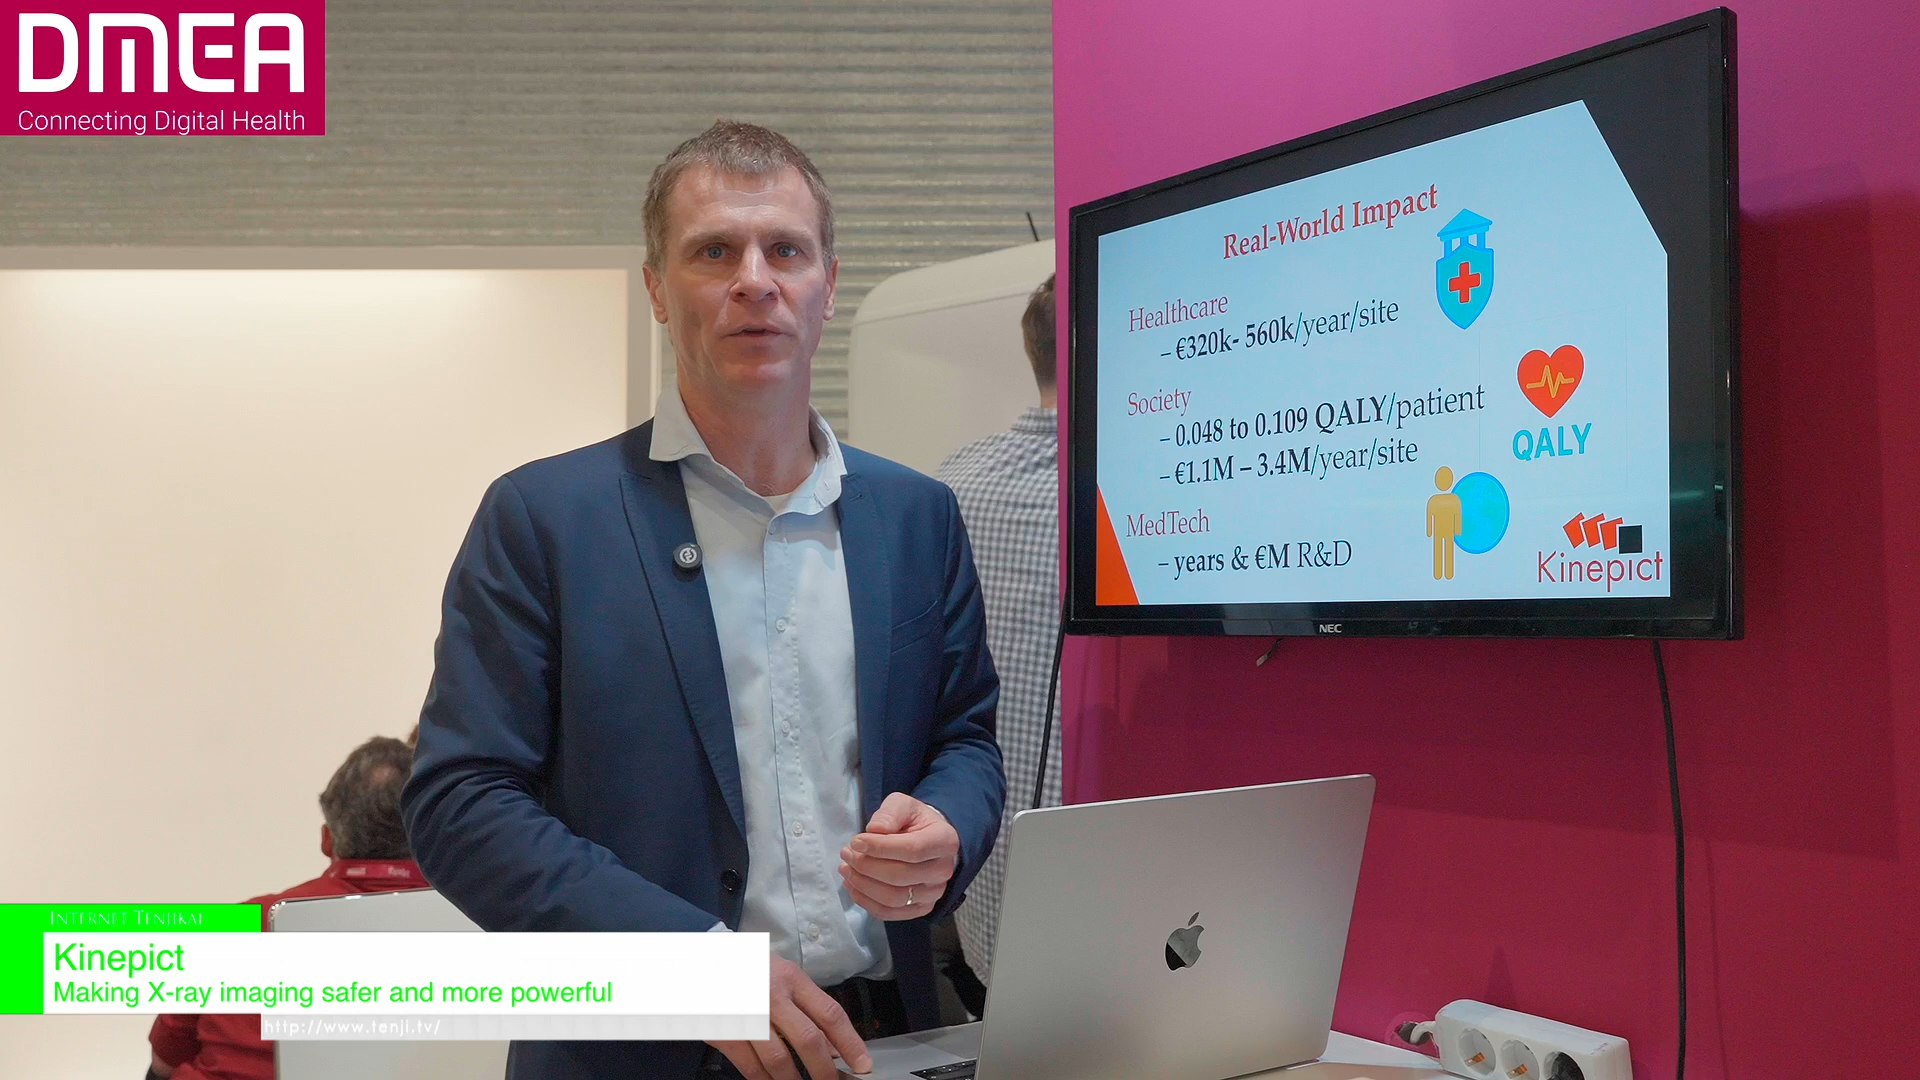 DMEA
Connecting Digital Health
Real-World Impact
Healthcare
– €320k- 560k/year/site
Society
– 0.048 to 0.109 QALY/patient
– €1.1M – 3.4M/year/site
QALY
MedTech
– years & €M R&D
Kinepict
NEC
INTERNET TENJIKAI
Kinepict
Making X-ray imaging safer and more powerful
http://www.tenji.tv/